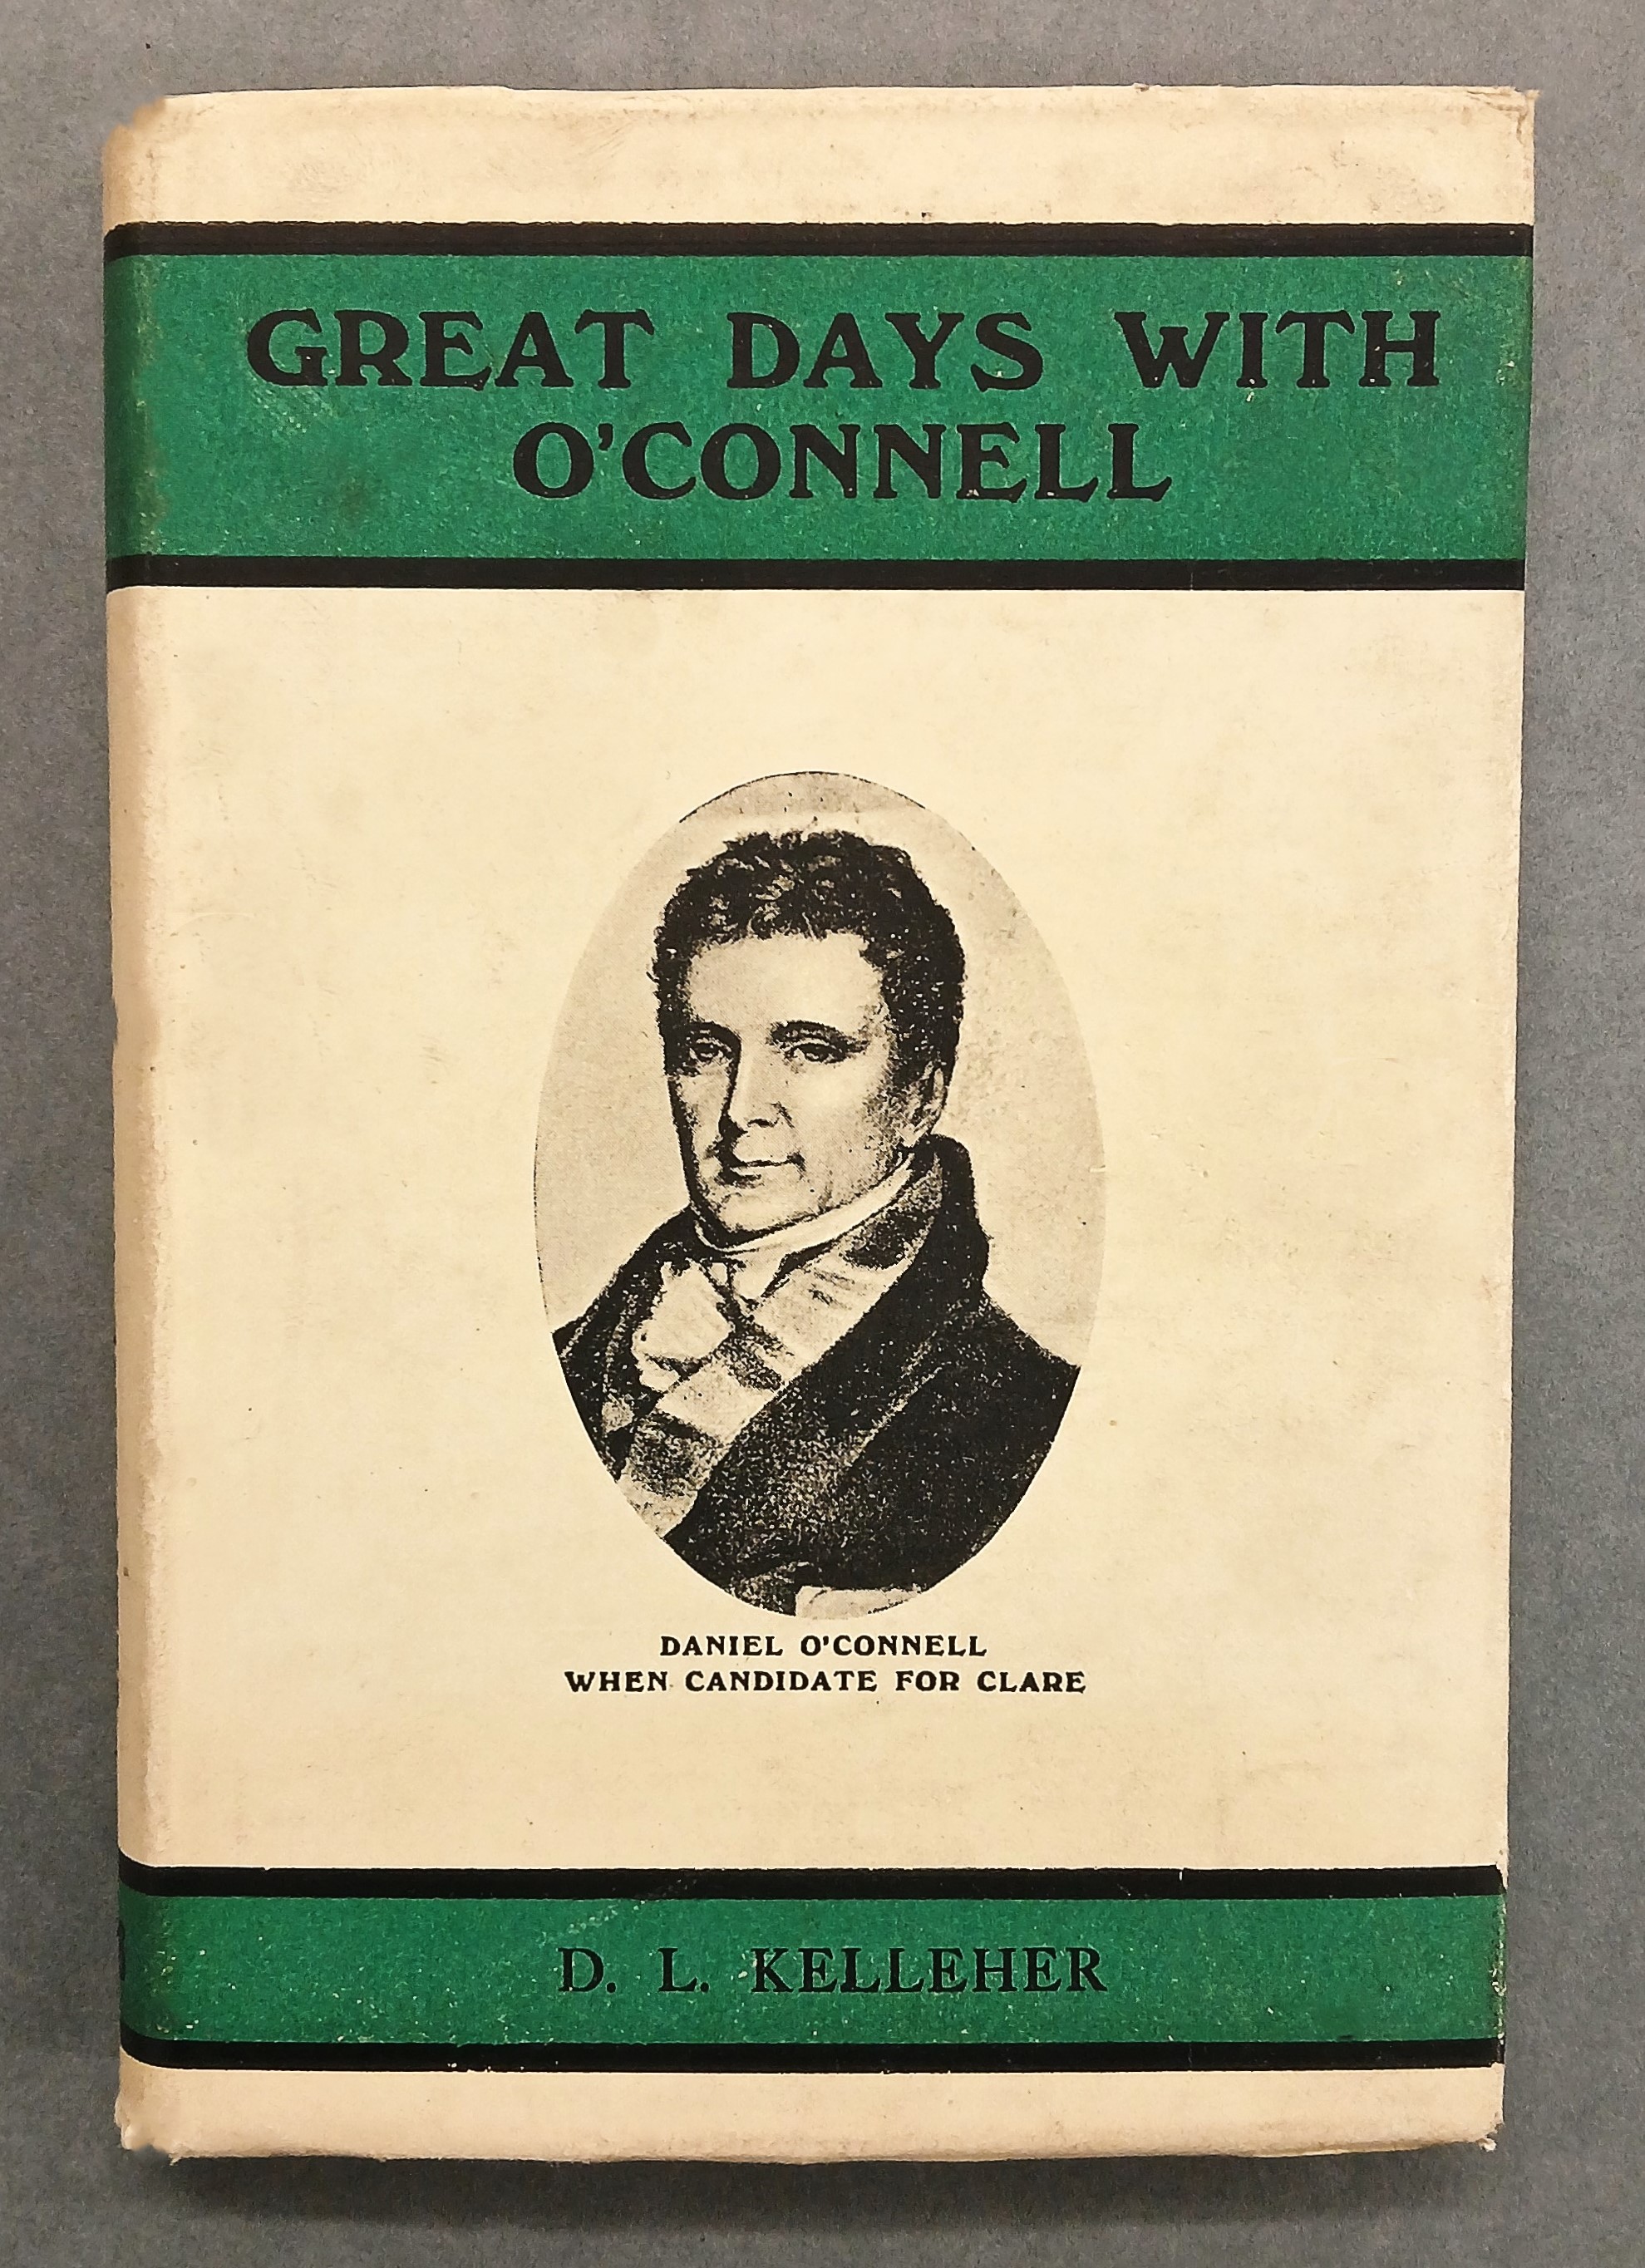 GREAT DAYS WITH
O'CONNELL
DANIEL O'CONNELL
WHEN CANDIDATE FOR CLARE
D. L. KELLEHER